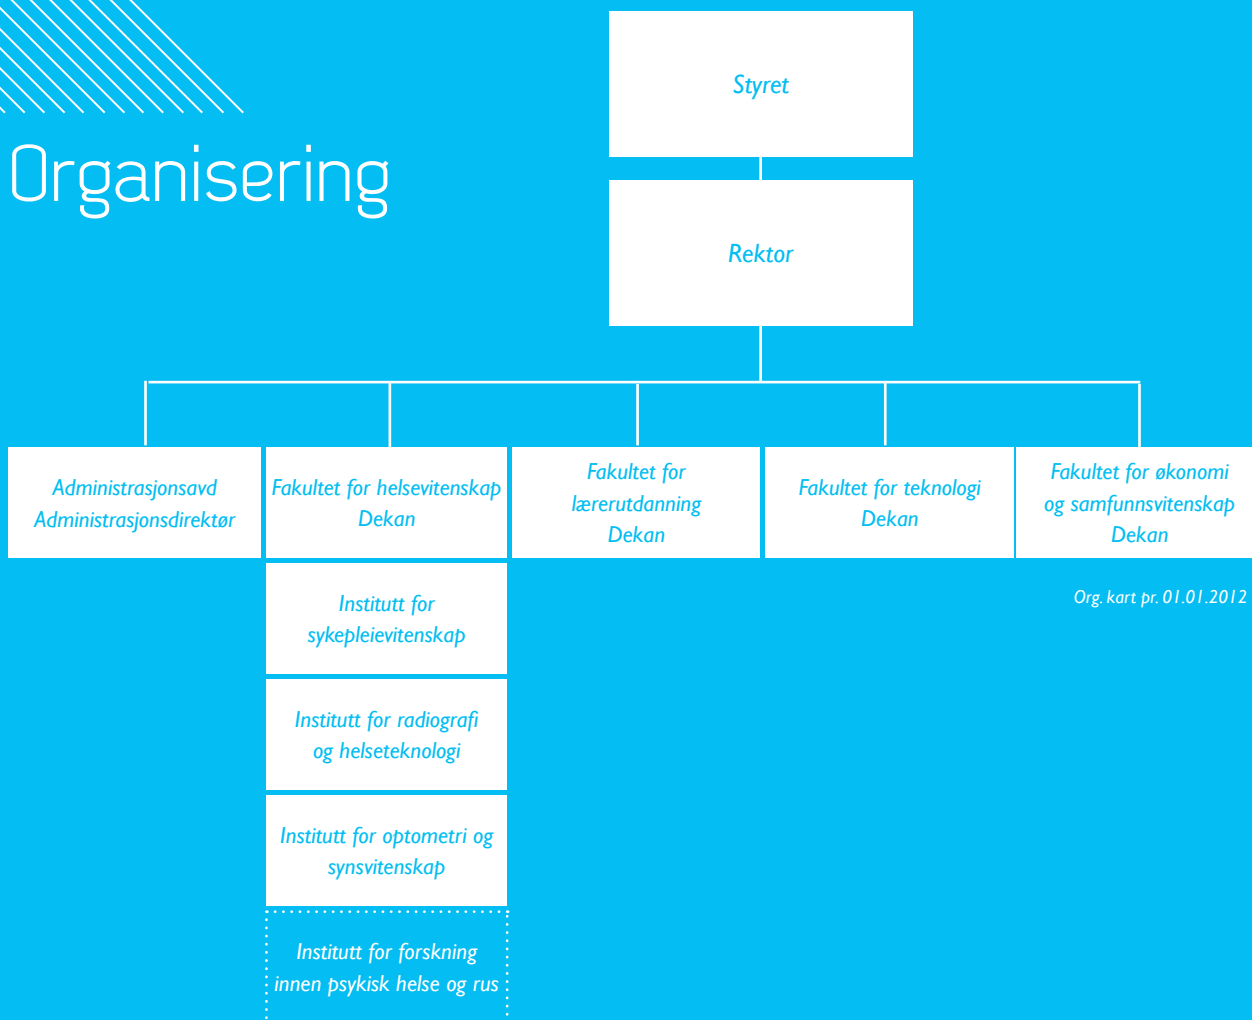 Organisering
Styret
Rektor
Administrasjonsavd
Administrasjonsdirektør
Fakultet for helsevitenskap
Dekan
Fakultet for
lærerutdanning
Dekan
Fakultet for teknologi
Dekan
Fakultet for økonomi
og samfunnsvitenskap
Dekan
Org. kart pr. 01.01.2012
Institutt for
sykepleievitenskap
Institutt for radiografi
og helseteknologi
Institutt for optometri og
synsvitenskap
Institutt for forskning
innen psykisk helse og rus